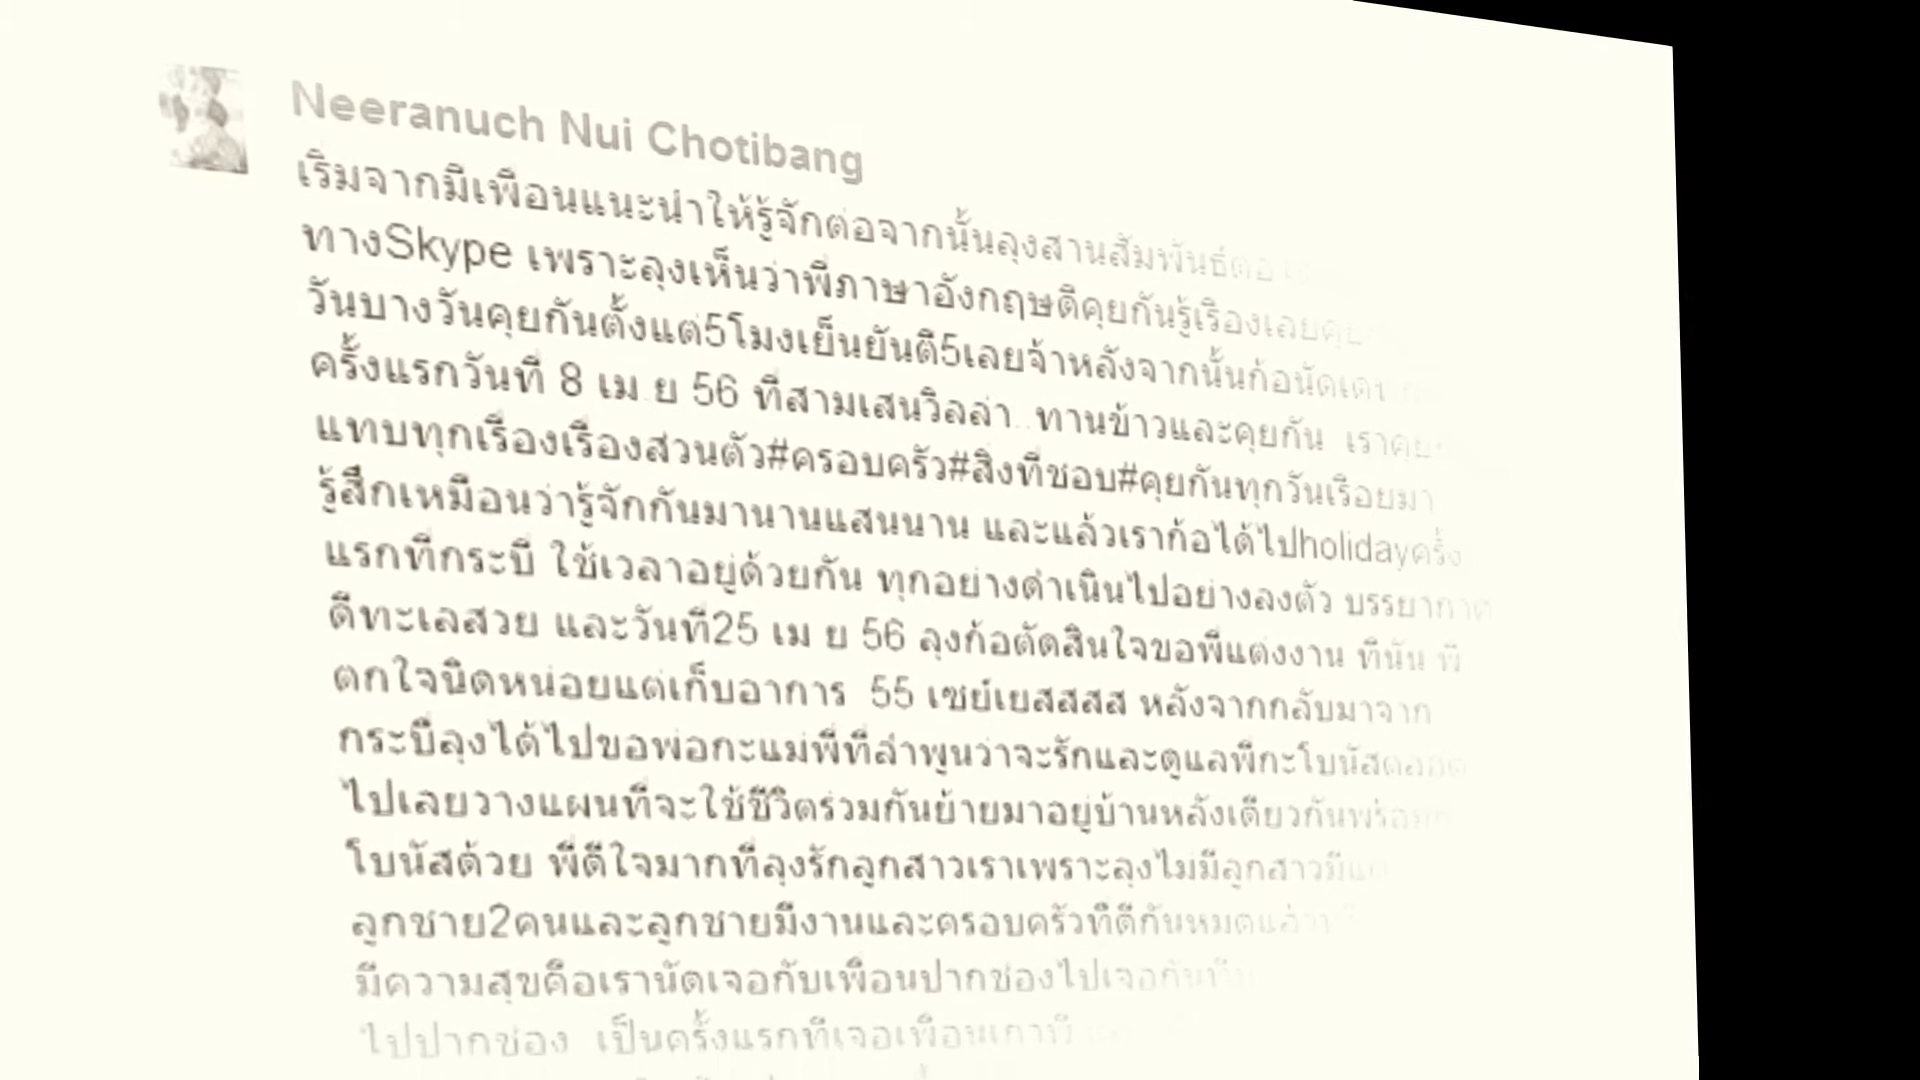 Neeranuch Nui Chotibang
เริ่มจากมีเพื่อนแนะนำให้รู้จักต่อจากนั้นลุงสานสัมพันธ์ต่อ
ทางSkype เพราะลุงเห็นว่าพี่ภาษาอังกฤษดีคุยกันรู้เรื่องเลย
วันบางวันคุยกันตั้งแต่5โมงเย็นยันตี5เลยจ้าหลังจากนั้นก้อนัด
ครั้งแรกวันที่ 8 เม.ย 56 ที่สามเสนวิลล่า..ทานข้าวและคุยกัน เรา
แทบทุกเรื่องเรื่องส่วนตัว#ครอบครัว#สิ่งที่ชอบ#คุยกันทุกวันเรื่อยมา
รู้สึกเหมือนว่ารู้จักกันมานานแสนนาน และแล้วเราก้อได้ไปholidayครั้ง
แรกที่กระบี่ ใช้เวลาอยู่ด้วยกัน ทุกอย่างดำเนินไปอย่างลงตัว บรรยากาศ
ดีทะเลสวย และวันที่25 เม ย 56 ลุงก้อตัดสินใจขอพี่แต่งงาน ที่นั่น พี่
ตกใจนิดหน่อยแต่เก็บอาการ 55 เซย์เยสสสส หลังจากกลับมาจาก
กระบี่ลุงได้ไปขอพ่อกะแม่พี่ที่ลำพูนว่าจะรักและดูแลพี่กะโบนัสตลอด
ไปเลยวางแผนที่จะใช้ชีวิตร่วมกันย้ายมาอยู่บ้านหลังเดียวกันพร้อม
โบนัสด้วย พี่ดีใจมากที่ลุงรักลูกสาวเราเพราะลุงไม่มีลูกสาวมี
ลูกชาย2คนและลูกชายมีงานและครอบครัวที่ดีกันหมดแล้ว
มีความสุขคือเรานัดเจอกับเพื่อนปากช่องไปเจอกัน
ไปปากช่อง เป็นครั้งแรกที่เจอเพื่อน